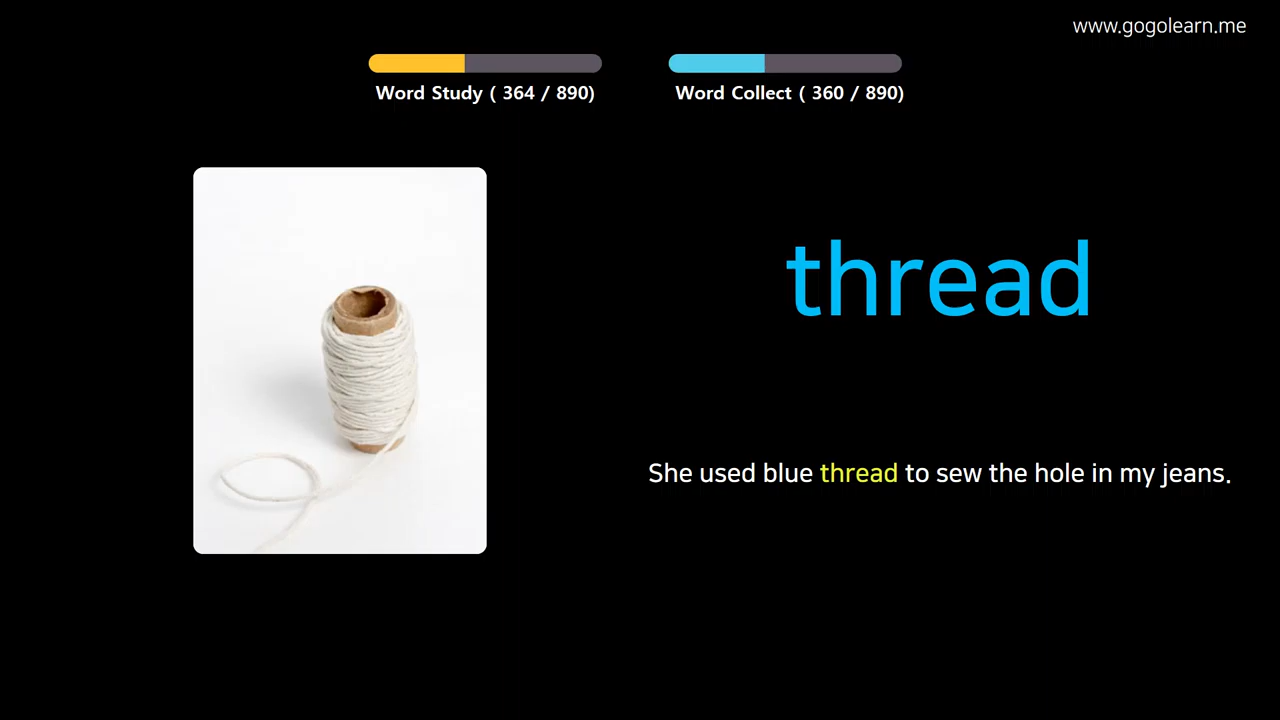 www.gogolearn.me
Word Study ( 364 / 890)
Word Collect ( 360 / 890)
thread
She used blue thread to sew the hole in my jeans.